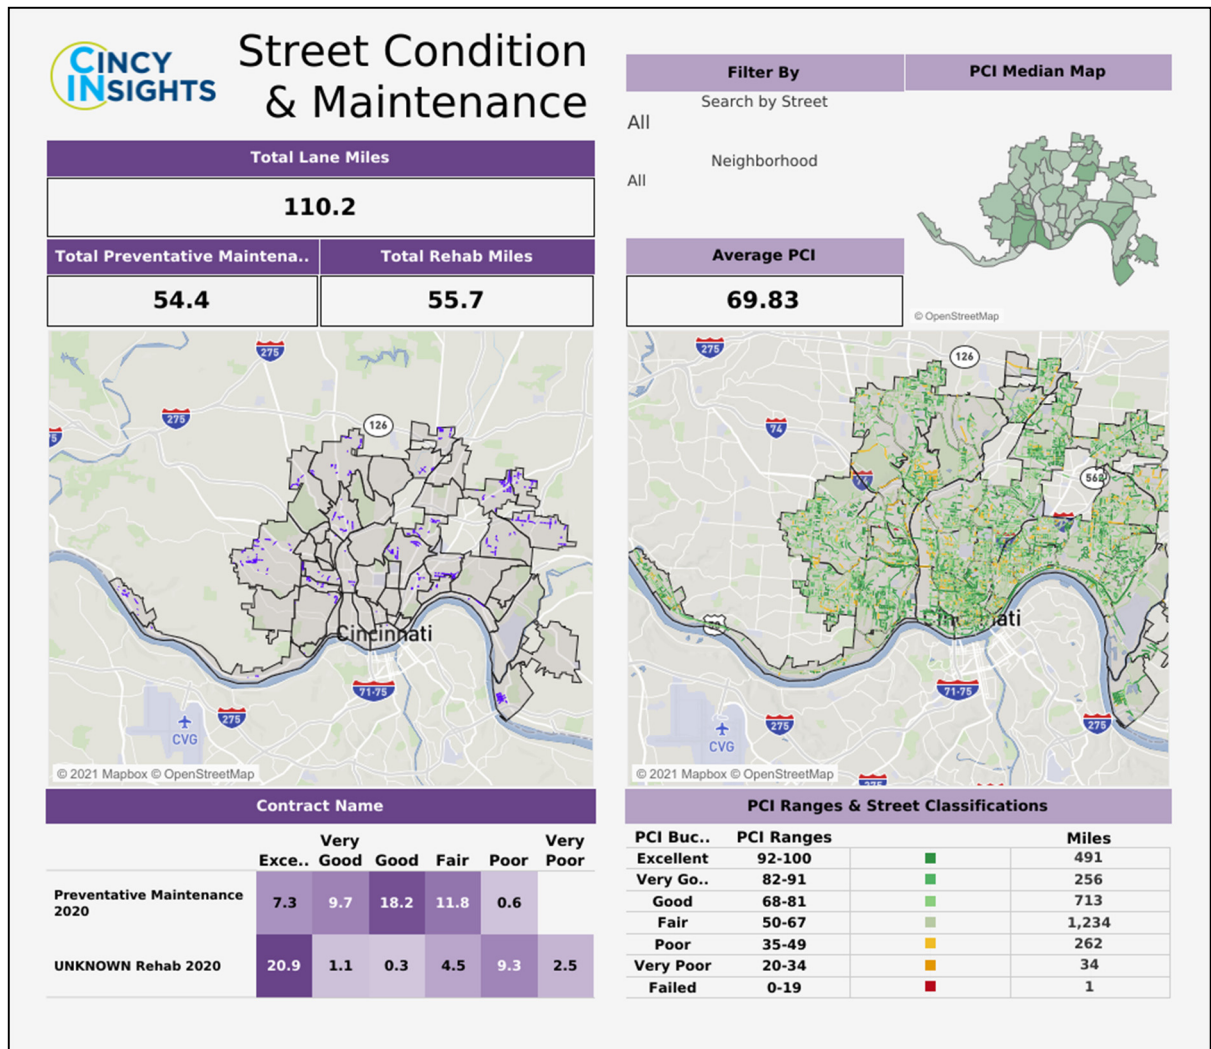 CINCY
INSIGHTS
Street Condition
& Maintenance
Total Lane Miles
110.2
Total Preventative Maintena..
Total Rehab Miles
54.4
55.7
Filter By
Search by Street
All
Neighborhood
All
Average PCI
69.83
PCI Median Map
© OpenStreetMap
275
275
126
Cincinnati
71-75
275
CVG
© 2021 Mapbox © OpenStreetMap
275
126
74
74
562
71-75
275
275
CVG
275
© 2021 Mapbox © OpenStreetMap
Contract Name
Exce.. Very Good Good Fair Poor Very Poor
Preventative Maintenance
2020
7.3 9.7 18.2 11.8 0.6
UNKNOWN Rehab 2020 20.9 1.1 0.3 4.5 9.3 2.5
PCI Ranges & Street Classifications
PCI Buc.. PCI Ranges Miles
Excellent 92-100 491
Very Go.. 82-91 256
Good 68-81 713
Fair 50-67 1,234
Poor 35-49 262
Very Poor 20-34 34
Failed 0-19 1